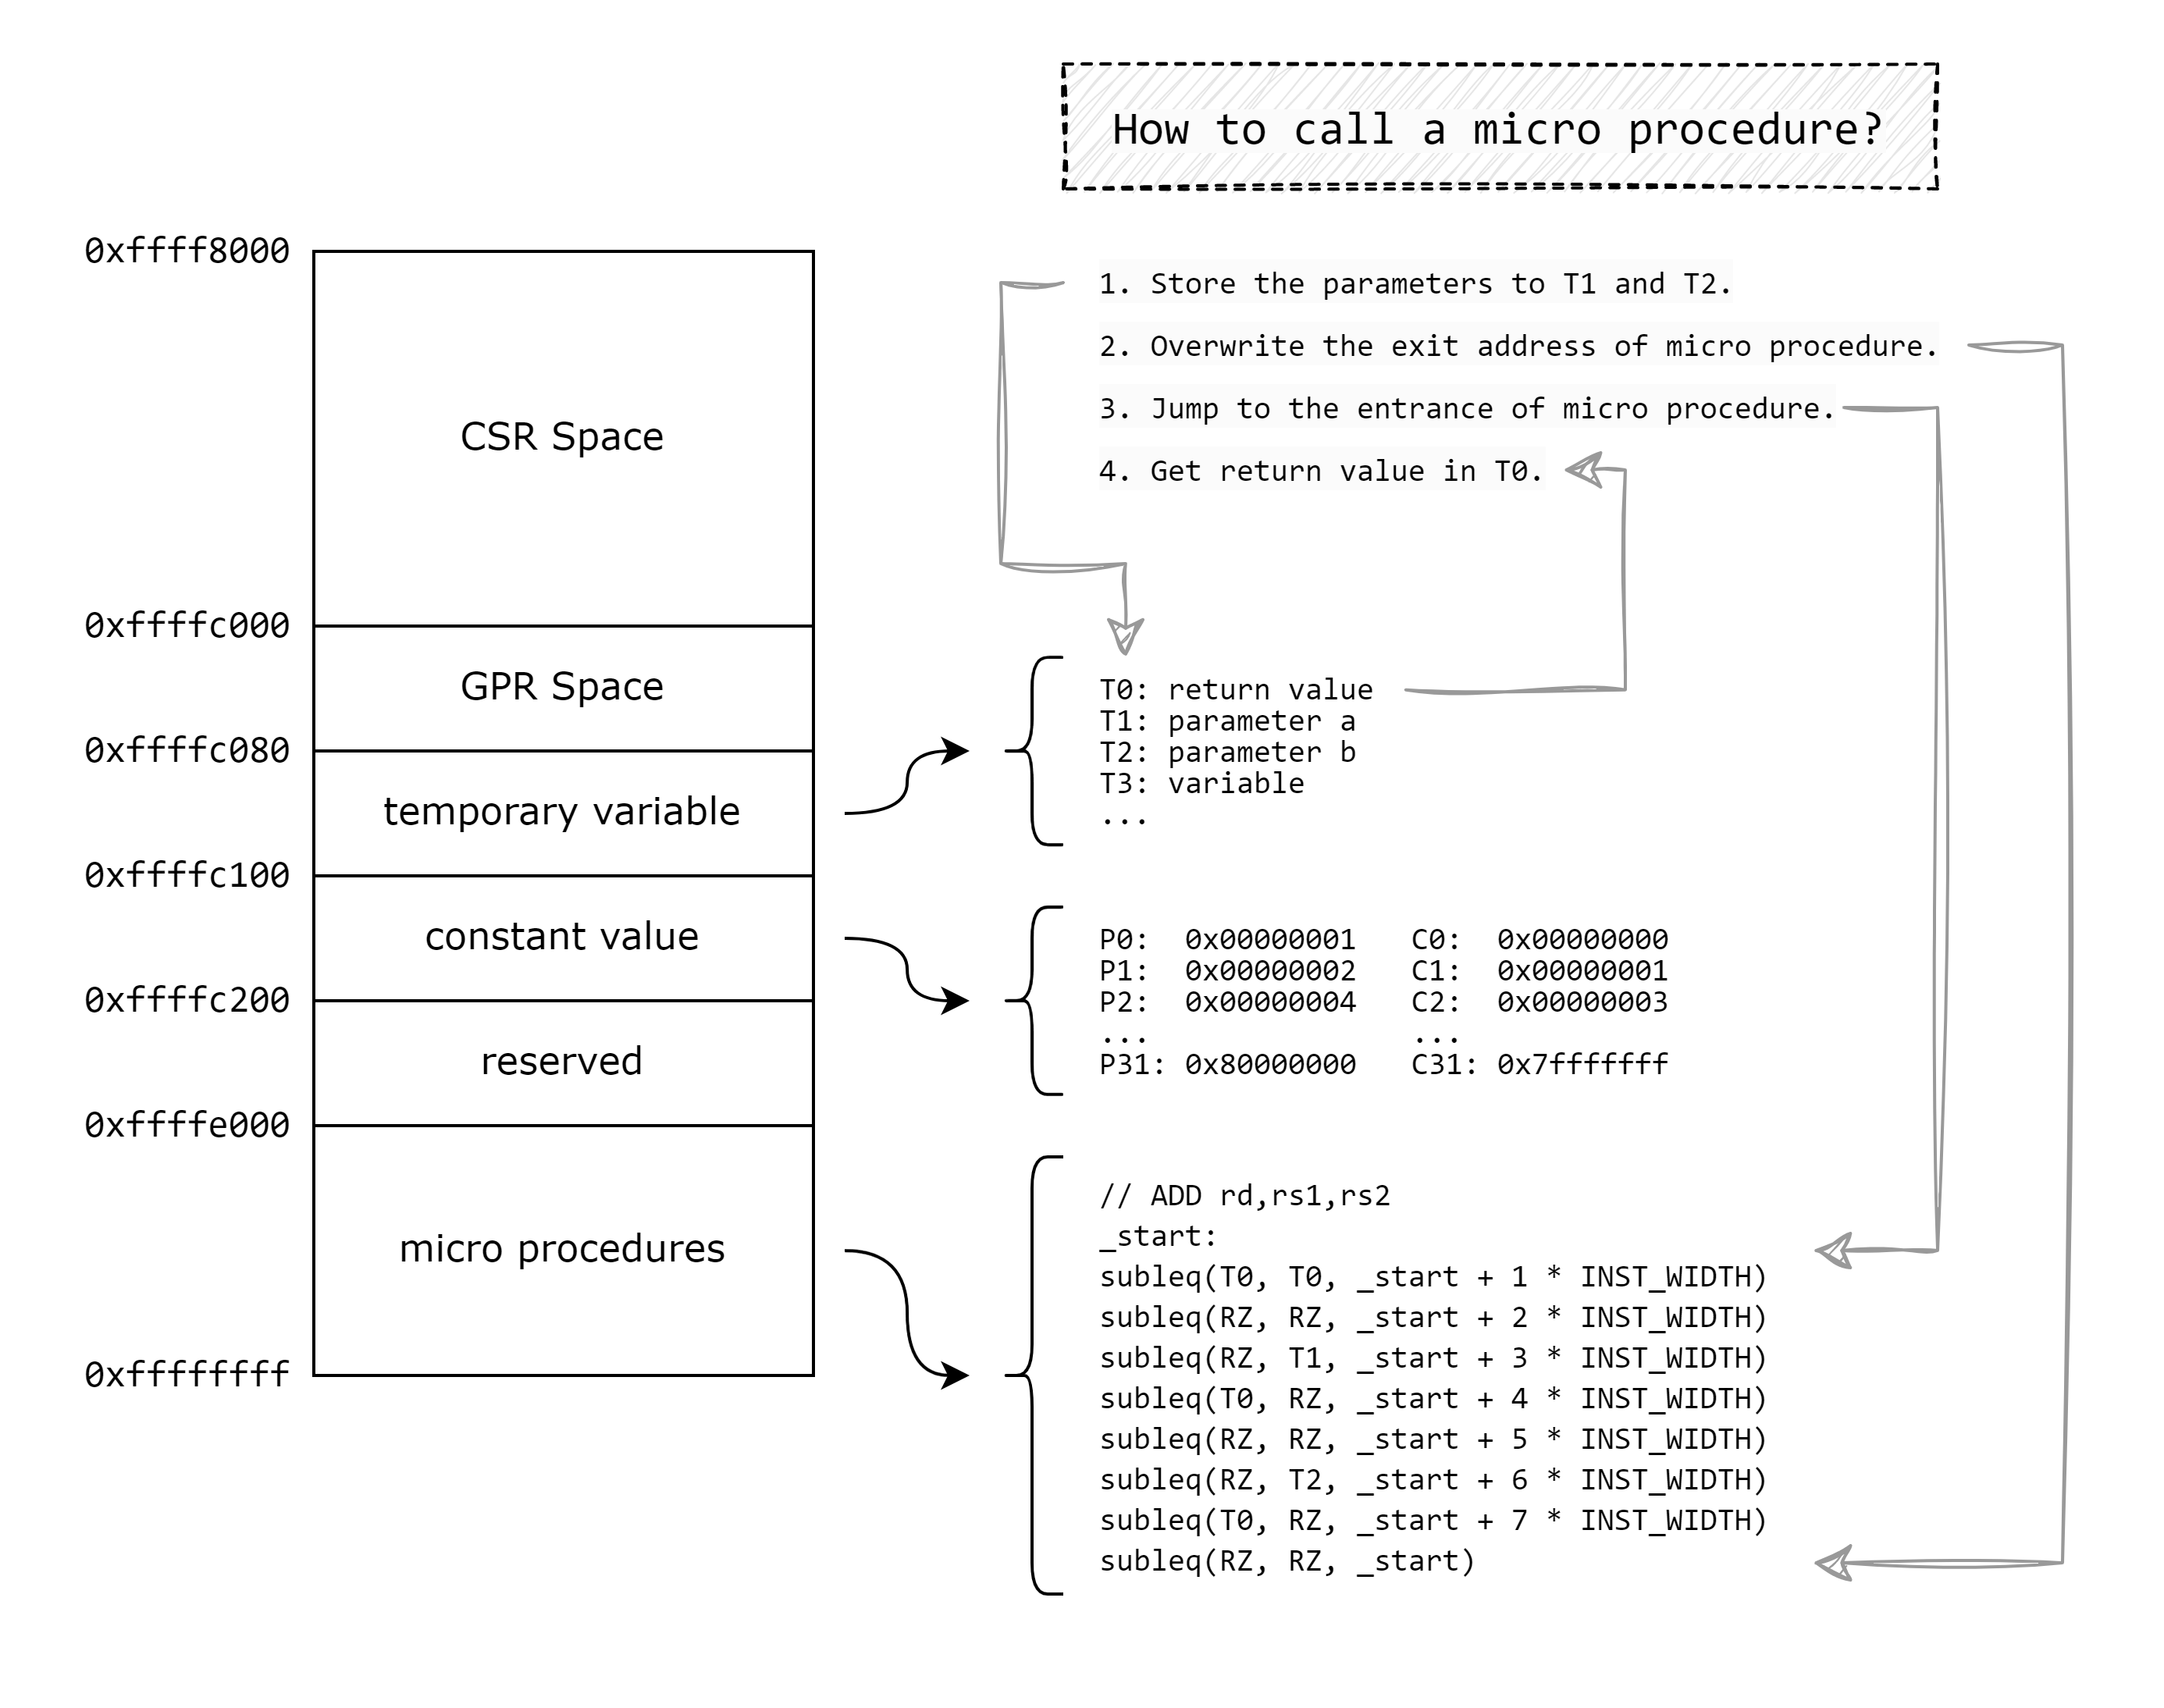 How to call a micro procedure?
0xffff8000
CSR Space
0xffffc000
GPR Space
0xffffc080
temporary variable
0xffffc100
constant value
0xffffc200
reserved
0xffffe000
micro procedures
0xffffffff
1. Store the parameters to T1 and T2.
2. Overwrite the exit address of micro procedure.
3. Jump to the entrance of micro procedure.
4. Get return value in T0.
T0: return value
T1: parameter a
T2: parameter b
T3: variable
...
P0:  0x00000001   C0:  0x00000000
P1:  0x00000002   C1:  0x00000001
P2:  0x00000004   C2:  0x00000003
...   ...
P31: 0x80000000   C31: 0x7fffffff
// ADD rd,rs1,rs2
_start:
subleq(T0, T0, _start + 1 * INST_WIDTH)
subleq(RZ, RZ, _start + 2 * INST_WIDTH)
subleq(RZ, T1, _start + 3 * INST_WIDTH)
subleq(T0, RZ, _start + 4 * INST_WIDTH)
subleq(RZ, RZ, _start + 5 * INST_WIDTH)
subleq(RZ, T2, _start + 6 * INST_WIDTH)
subleq(T0, RZ, _start + 7 * INST_WIDTH)
subleq(RZ, RZ, _start)